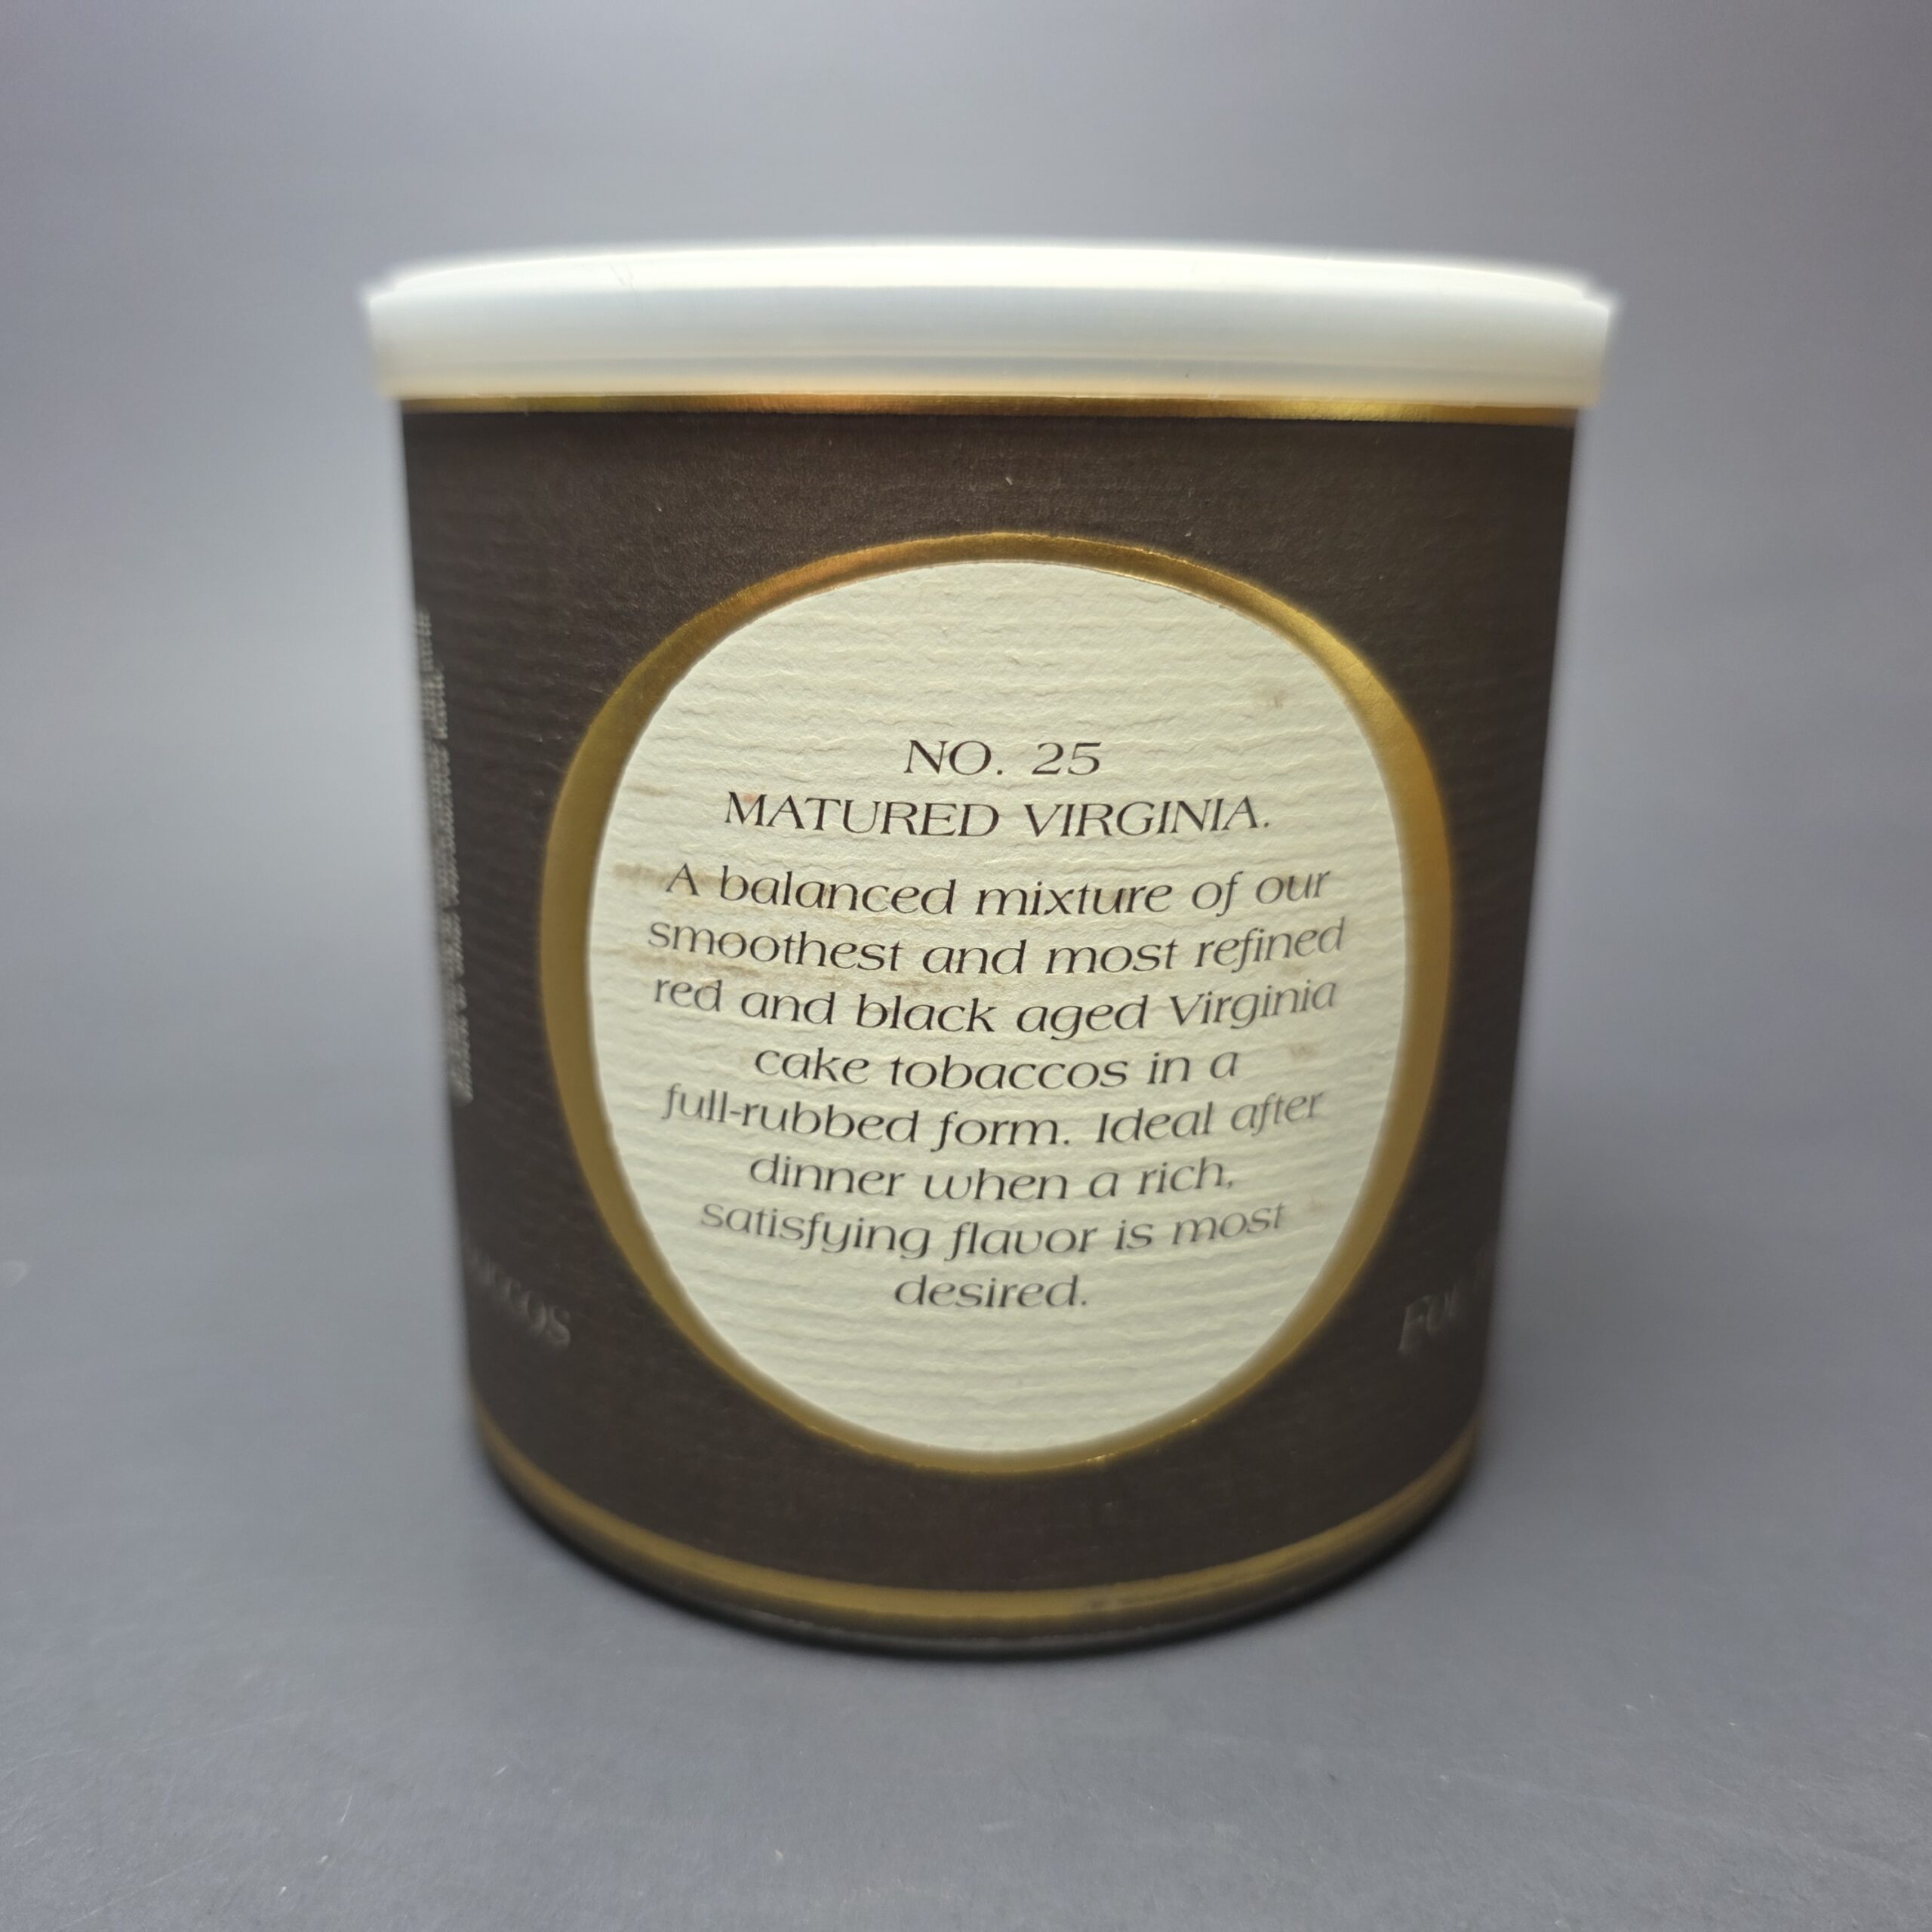 NO. 25
MATURED VIRGINIA.
A balanced mixture of our
smoothest and most refined
red and black aged Virginia
cake tobaccos in a
full-rubbed form. Ideal after
dinner when a rich,
satisfying flavor is most
desired.